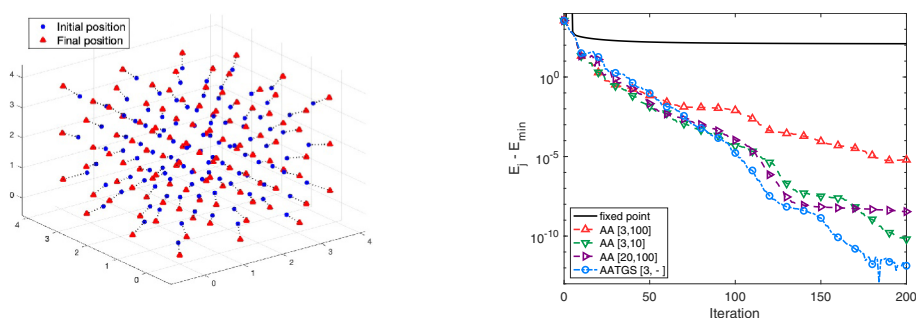 Initial position
Final position
4
3
2
1
0
4
3
2
1
0
0
1
2
3
4
E_j - E_min
10^0
10^-5
10^-10
fixed point
AA [3,100]
AA [3,10]
AA [20,100]
AATGS [3, - ]
0
50
100
150
200
Iteration